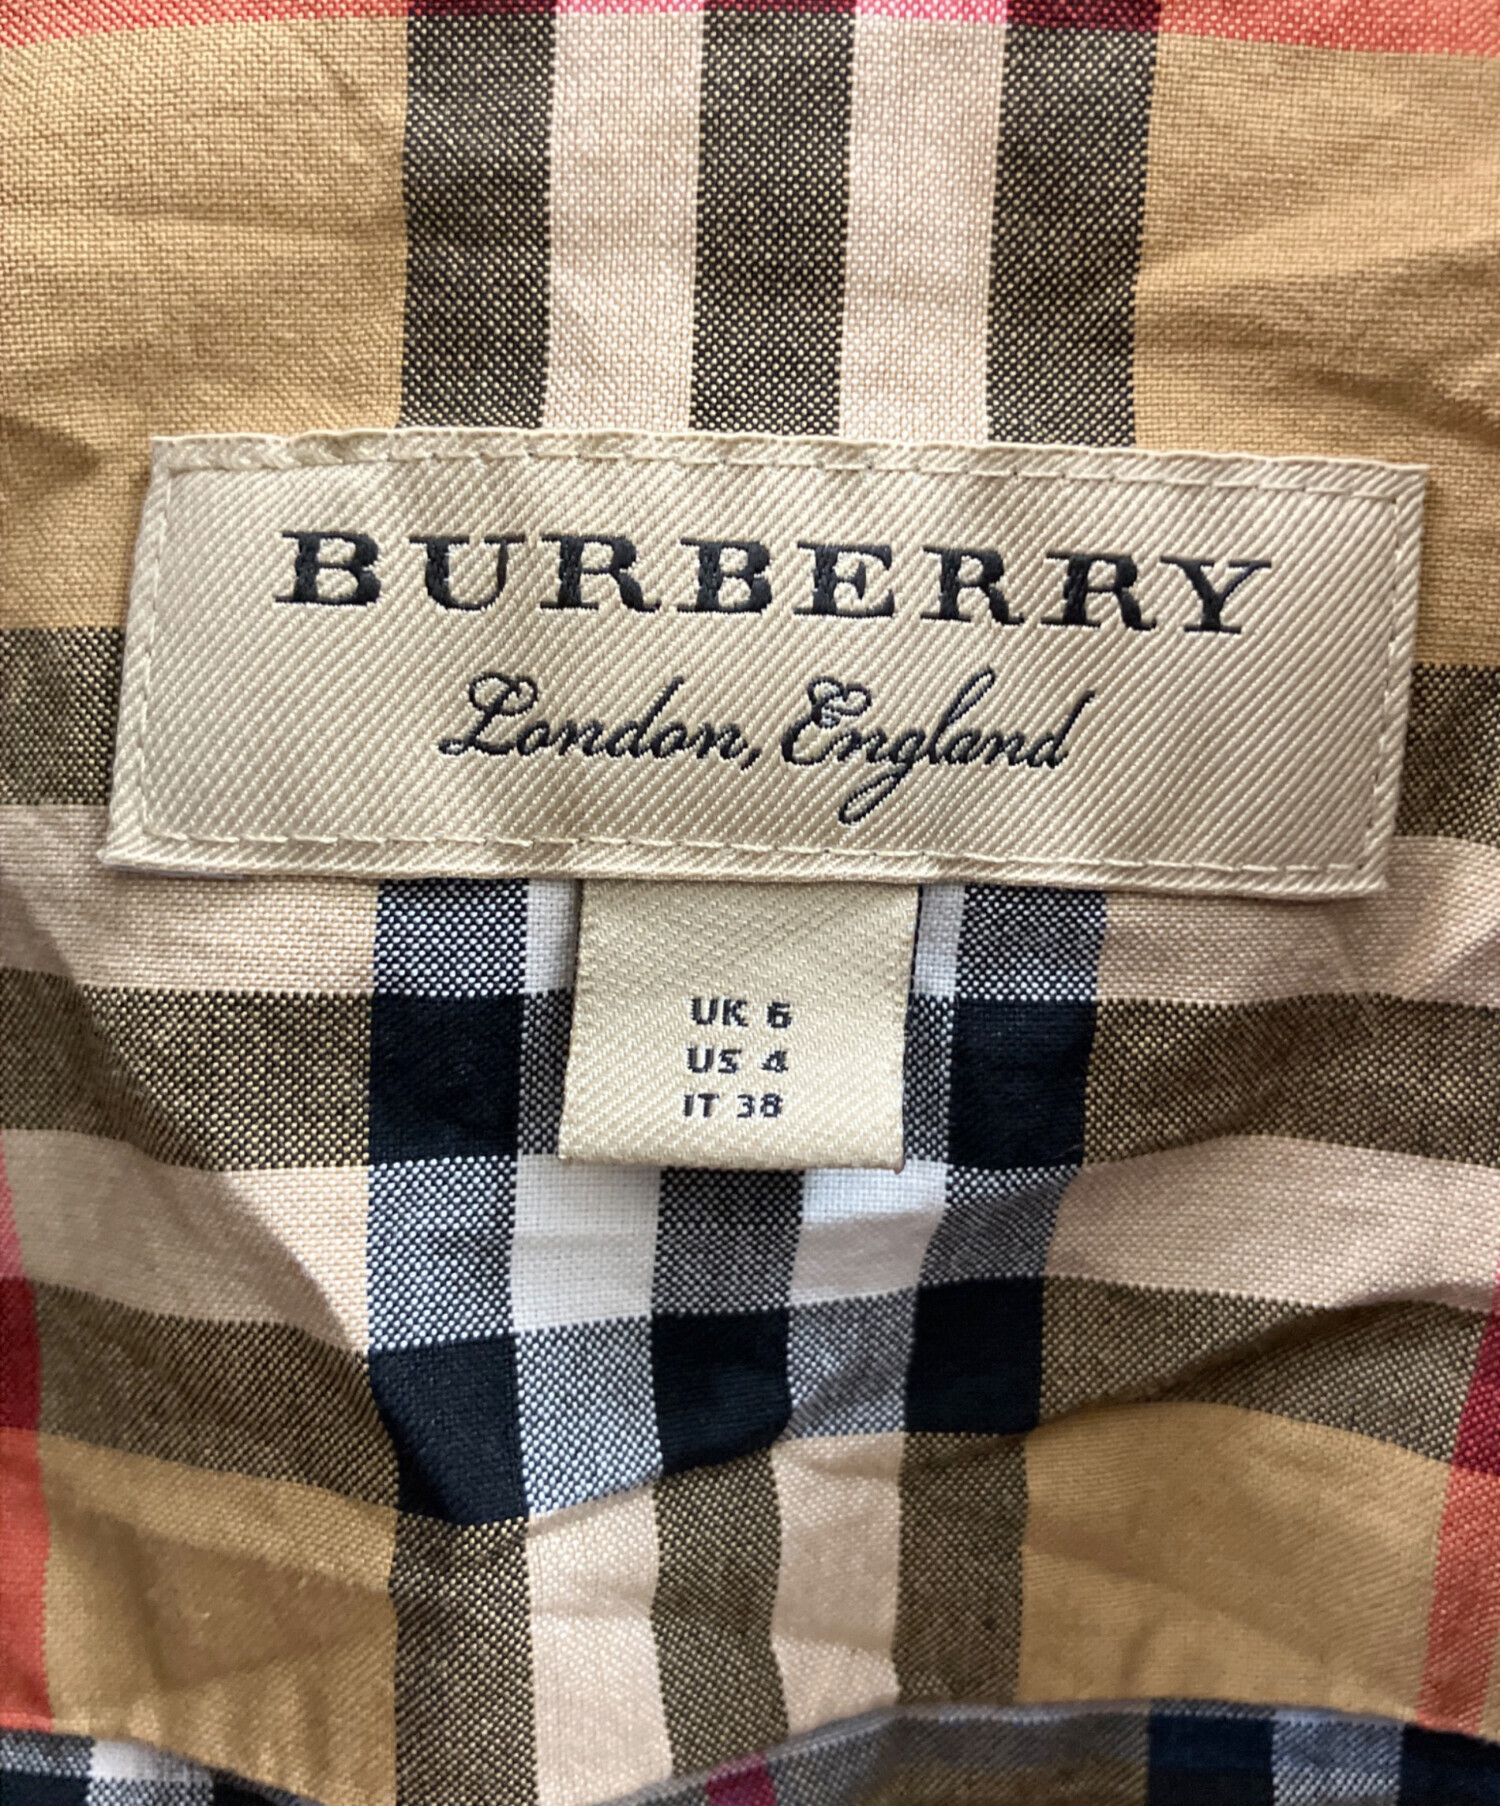 BURBERRY
London, England
UK 6
US 4
IT 38